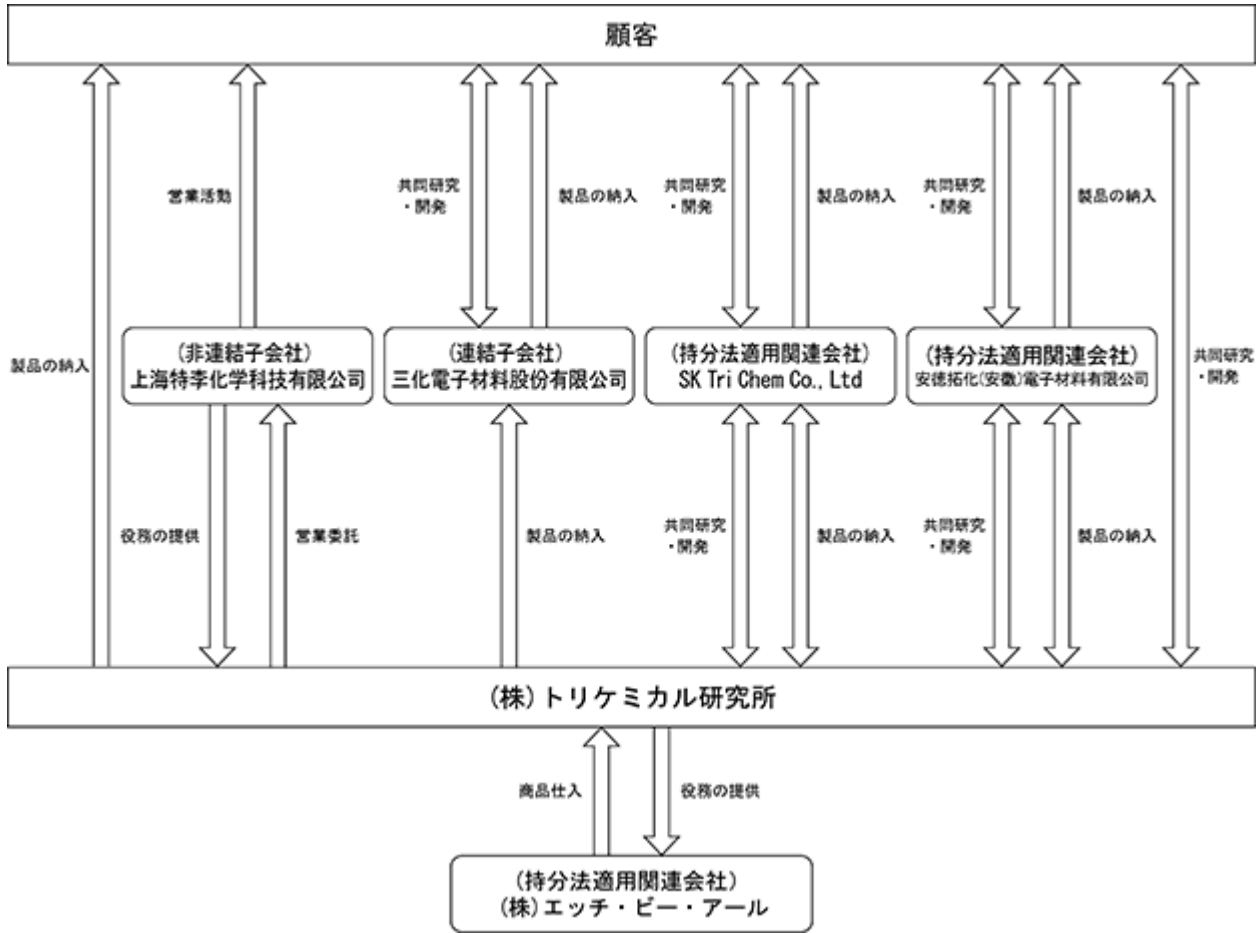 顧客
営業活動
共同研究
・開発
製品の納入
共同研究
・開発
製品の納入
共同研究
・開発
製品の納入
製品の納入
(非連結子会社)
上海特李化学科技有限公司
(連結子会社)
三化電子材料股份有限公司
(持分法適用関連会社)
SK Tri Chem Co., Ltd
(持分法適用関連会社)
安徳拓化(安徽)電子材料有限公司
共同研究
・開発
役務の提供
営業委託
製品の納入
共同研究
・開発
製品の納入
共同研究
・開発
製品の納入
(株)トリケミカル研究所
商品仕入
役務の提供
(持分法適用関連会社)
(株)エッチ・ビー・アール